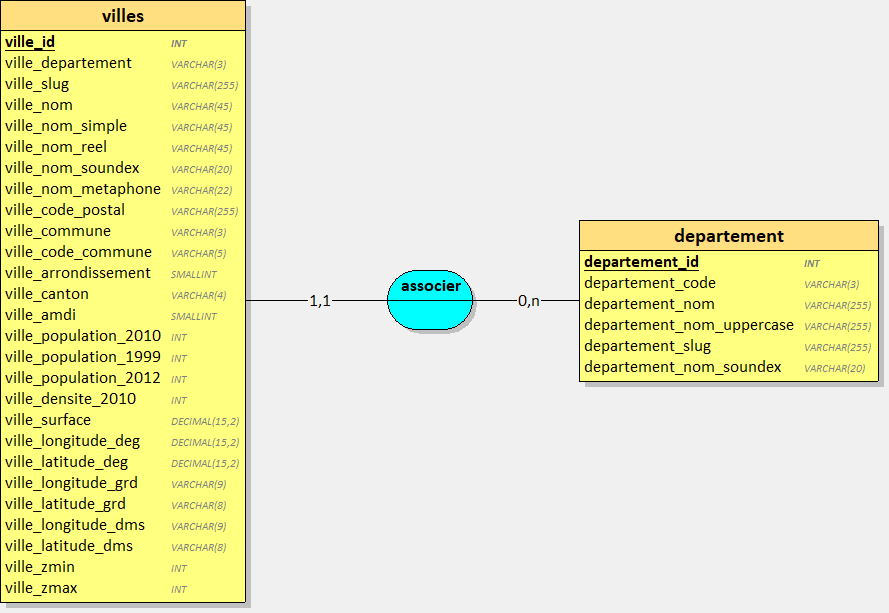 villes
ville_id INT
ville_departement VARCHAR(3)
ville_slug VARCHAR(255)
ville_nom VARCHAR(45)
ville_nom_simple VARCHAR(45)
ville_nom_reel VARCHAR(45)
ville_nom_soundex VARCHAR(20)
ville_nom_metaphone VARCHAR(22)
ville_code_postal VARCHAR(255)
ville_commune VARCHAR(3)
ville_code_commune VARCHAR(5)
ville_arrondissement SMALLINT
ville_canton VARCHAR(4)
ville_amdi SMALLINT
ville_population_2010 INT
ville_population_1999 INT
ville_population_2012 INT
ville_densite_2010 INT
ville_surface DECIMAL(15,2)
ville_longitude_deg DECIMAL(15,2)
ville_latitude_deg DECIMAL(15,2)
ville_longitude_grd VARCHAR(9)
ville_latitude_grd VARCHAR(8)
ville_longitude_dms VARCHAR(9)
ville_latitude_dms VARCHAR(8)
ville_zmin INT
ville_zmax INT
1,1
associer
0,n
departement
departement_id INT
departement_code VARCHAR(3)
departement_nom VARCHAR(255)
departement_nom_uppercase VARCHAR(255)
departement_slug VARCHAR(255)
departement_nom_soundex VARCHAR(20)